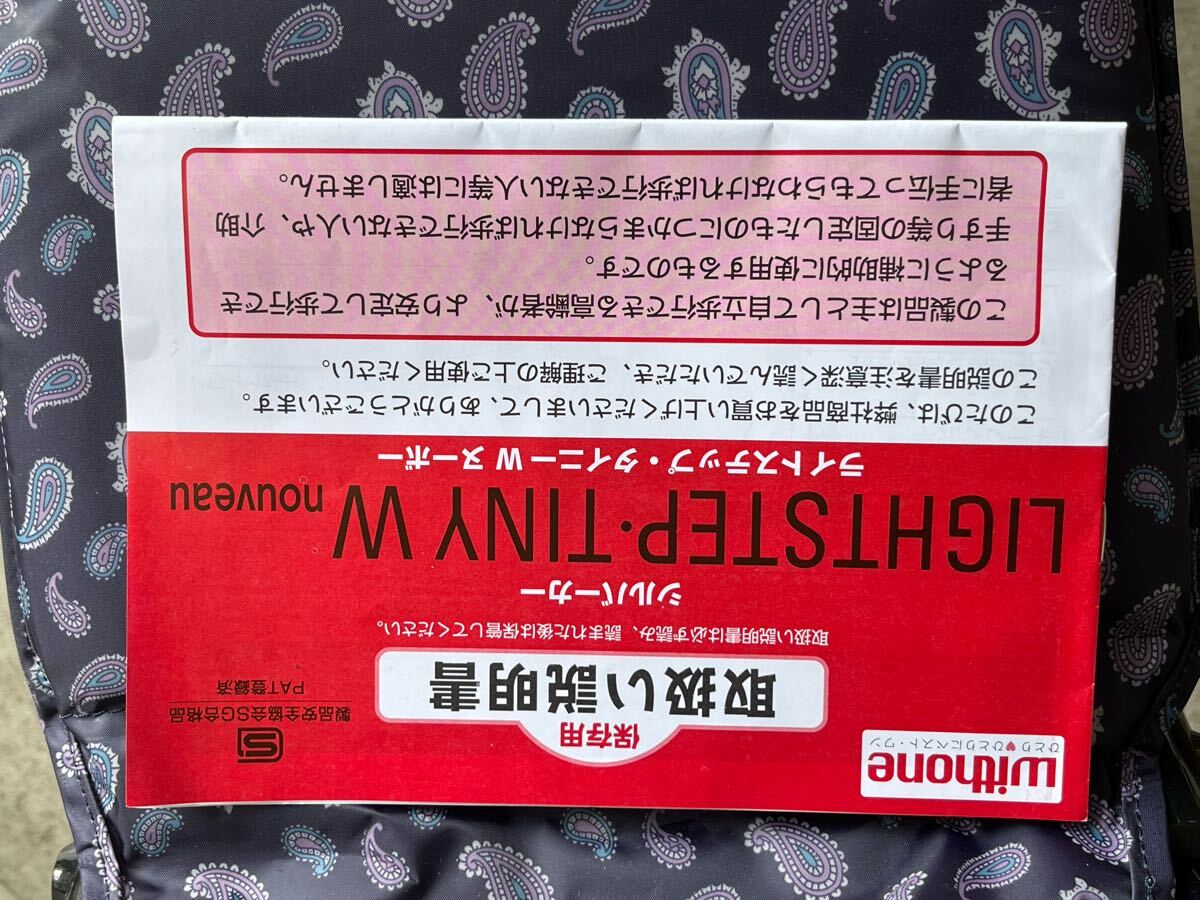 withone
ひとり♥ひとりにベスト・ワン
保存用
取扱い説明書
SG
製品安全協会SG合格品
PAT登録済
取扱い説明書は必ず読み、読まれた後は保管してください。
シルバーカー
LIGHTSTEP・TINY W nouveau
ライトステップ・タイニーW ヌーボー
このたびは、弊社商品をお買い上げくださいまして、ありがとうございます。
この説明書を注意深く読んでいただき、ご理解の上ご使用ください。
この製品は主として自立歩行できる高齢者が、より安定して歩行でき
るように補助的に使用するものです。
手すり等の固定したものにつかまらなければ歩行できない人や、介助
者に手伝ってもらわなければ歩行できない人等には適しません。